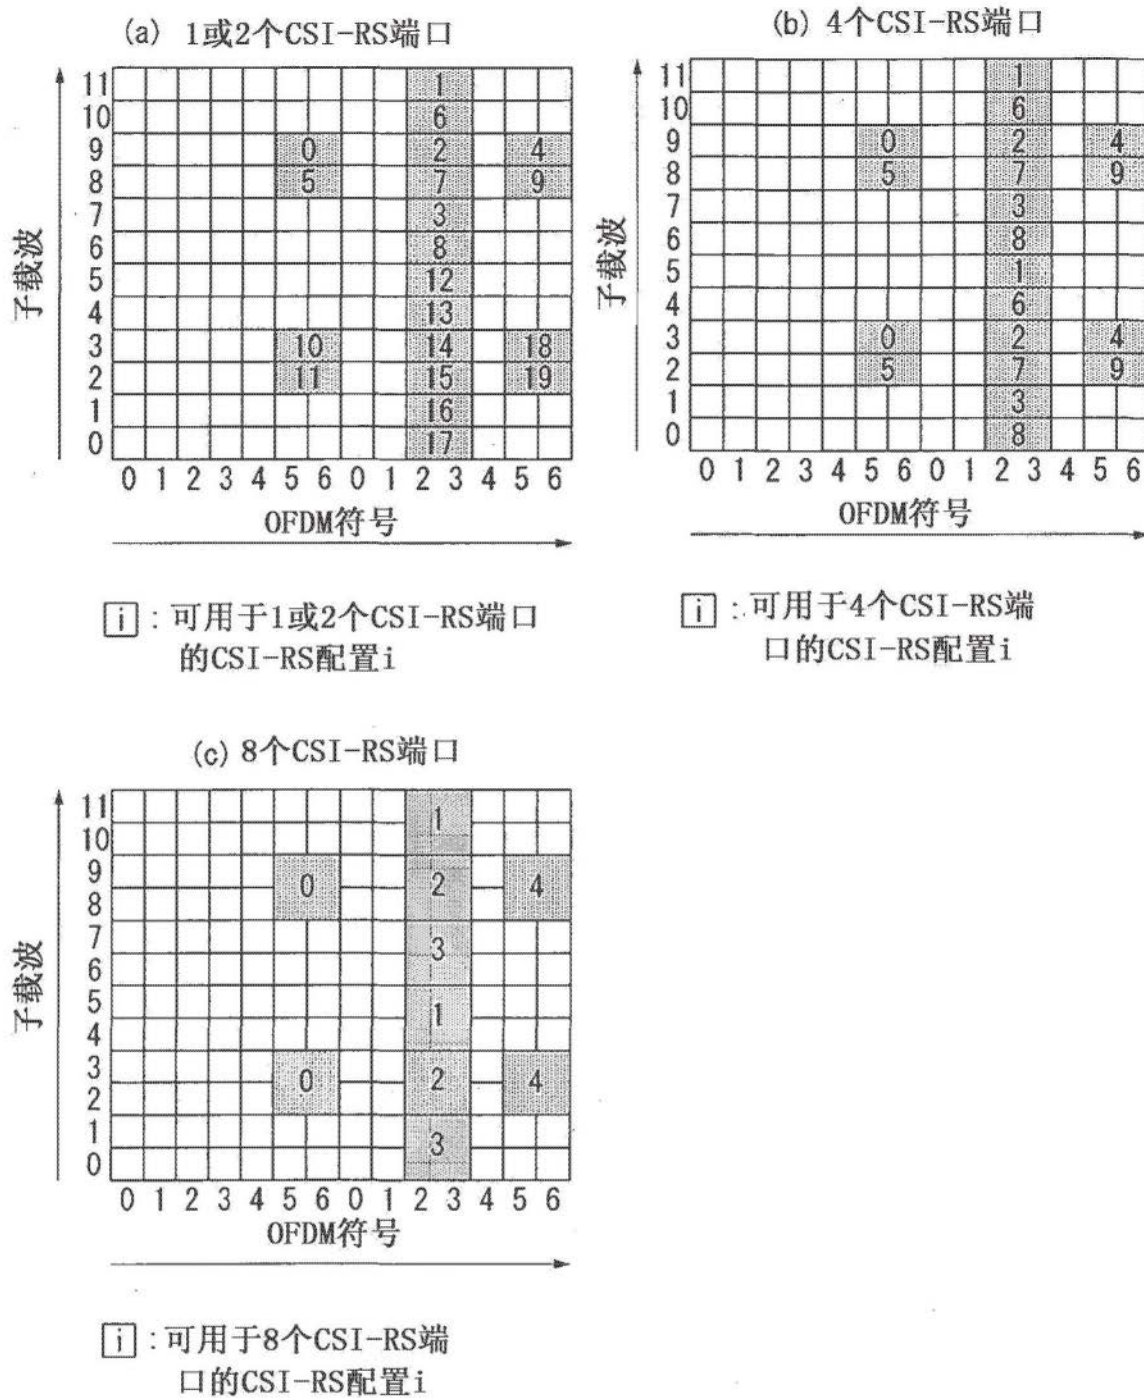 (a) 1或2个CSI-RS端口
子载波
11 1
10 6
9 0 2 4
8 5 7 9
7 3
6 8
5 12
4 13
3 10 14 18
2 11 15 19
1 16
0 17
0 1 2 3 4 5 6 0 1 2 3 4 5 6
OFDM符号
i : 可用于1或2个CSI-RS端口
的CSI-RS配置i
(b) 4个CSI-RS端口
子载波
11 1
10 6
9 0 2 4
8 5 7 9
7 3
6 8
5 1
4 6
3 0 2 4
2 5 7 9
1 3
0 8
0 1 2 3 4 5 6 0 1 2 3 4 5 6
OFDM符号
i : 可用于4个CSI-RS端
口的CSI-RS配置i
(c) 8个CSI-RS端口
子载波
11
1
10
9
0 2 4
8
7
3
6
5
1
4
3
0 2 4
2
1
3
0
0 1 2 3 4 5 6 0 1 2 3 4 5 6
OFDM符号
i : 可用于8个CSI-RS端
口的CSI-RS配置i